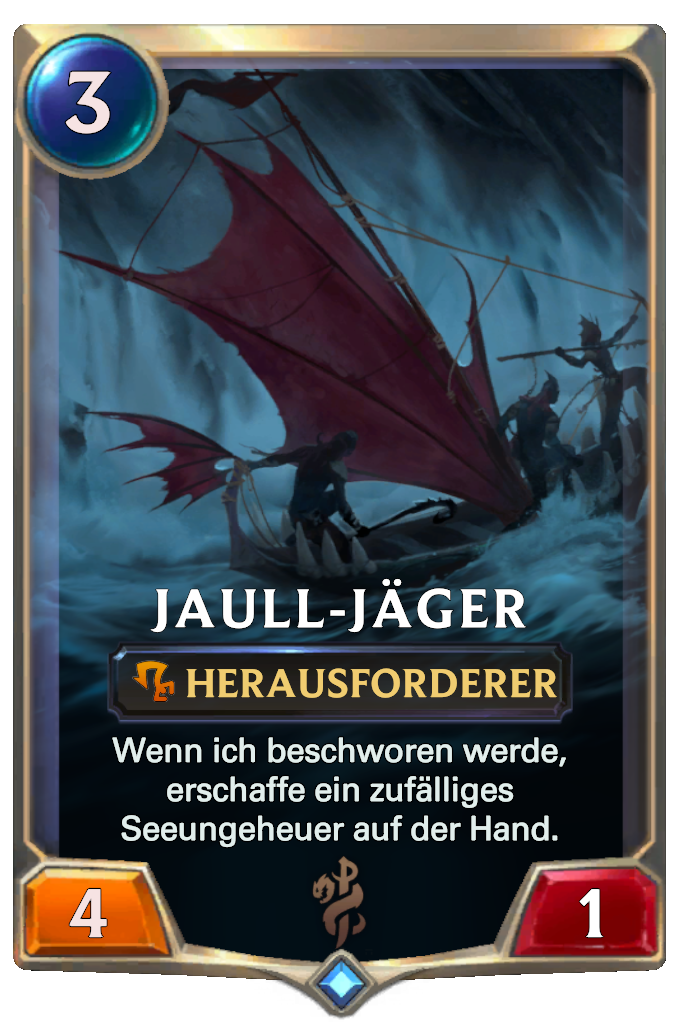 3
JAULL-JÄGER
HERAUSFORDERER
Wenn ich beschworen werde,
erschaffe ein zufälliges
Seeungeheuer auf der Hand.
4
1